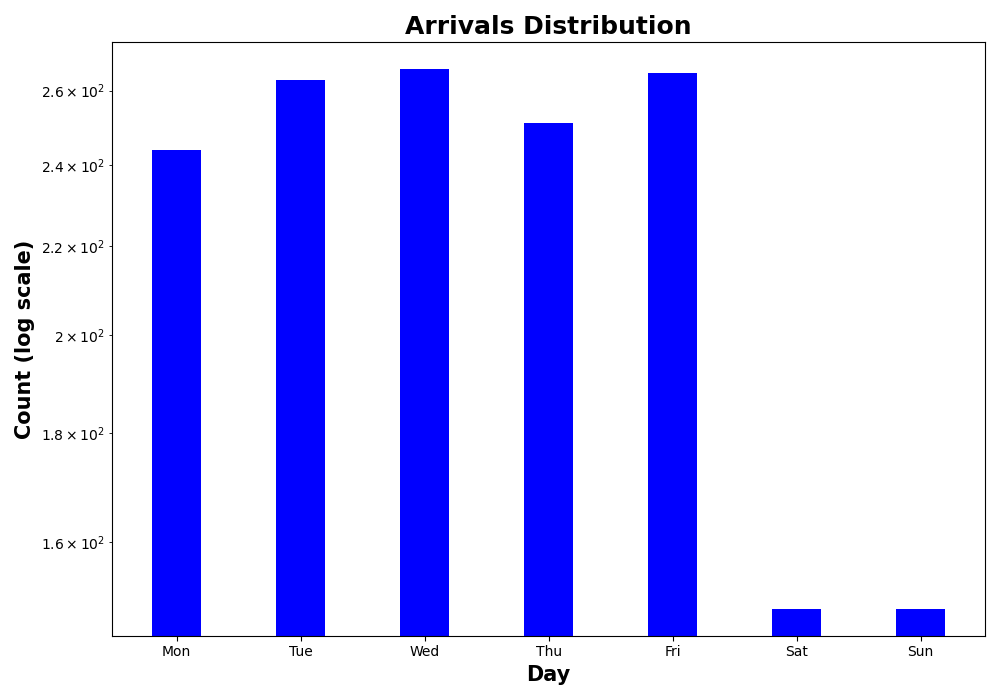 Arrivals Distribution
Count (log scale)
2.6 × 10²
2.4 × 10²
2.2 × 10²
2 × 10²
1.8 × 10²
1.6 × 10²
Mon Tue Wed Thu Fri Sat Sun
Day